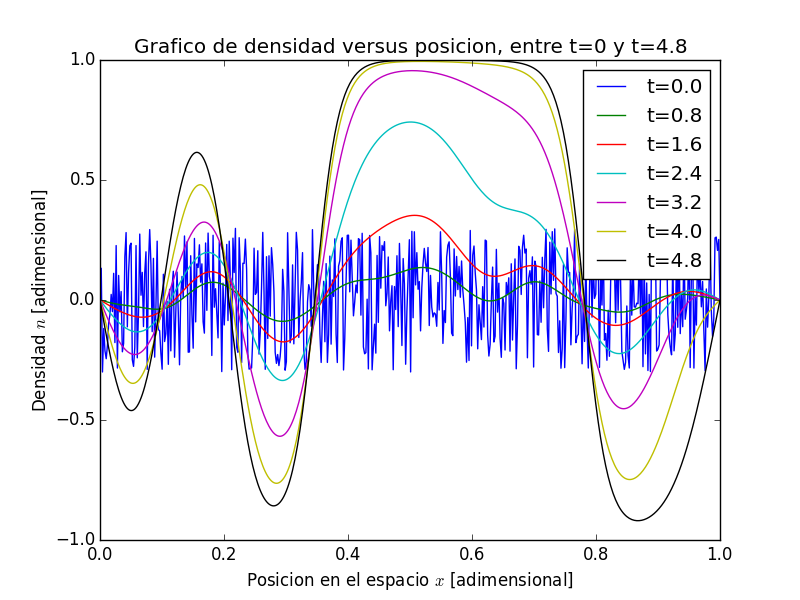 Grafico de densidad versus posicion, entre t=0 y t=4.8
1.0
0.5
0.0
−0.5
−1.0
Densidad n [adimensional]
t=0.0
t=0.8
t=1.6
t=2.4
t=3.2
t=4.0
t=4.8
0.0 0.2 0.4 0.6 0.8 1.0
Posicion en el espacio x [adimensional]